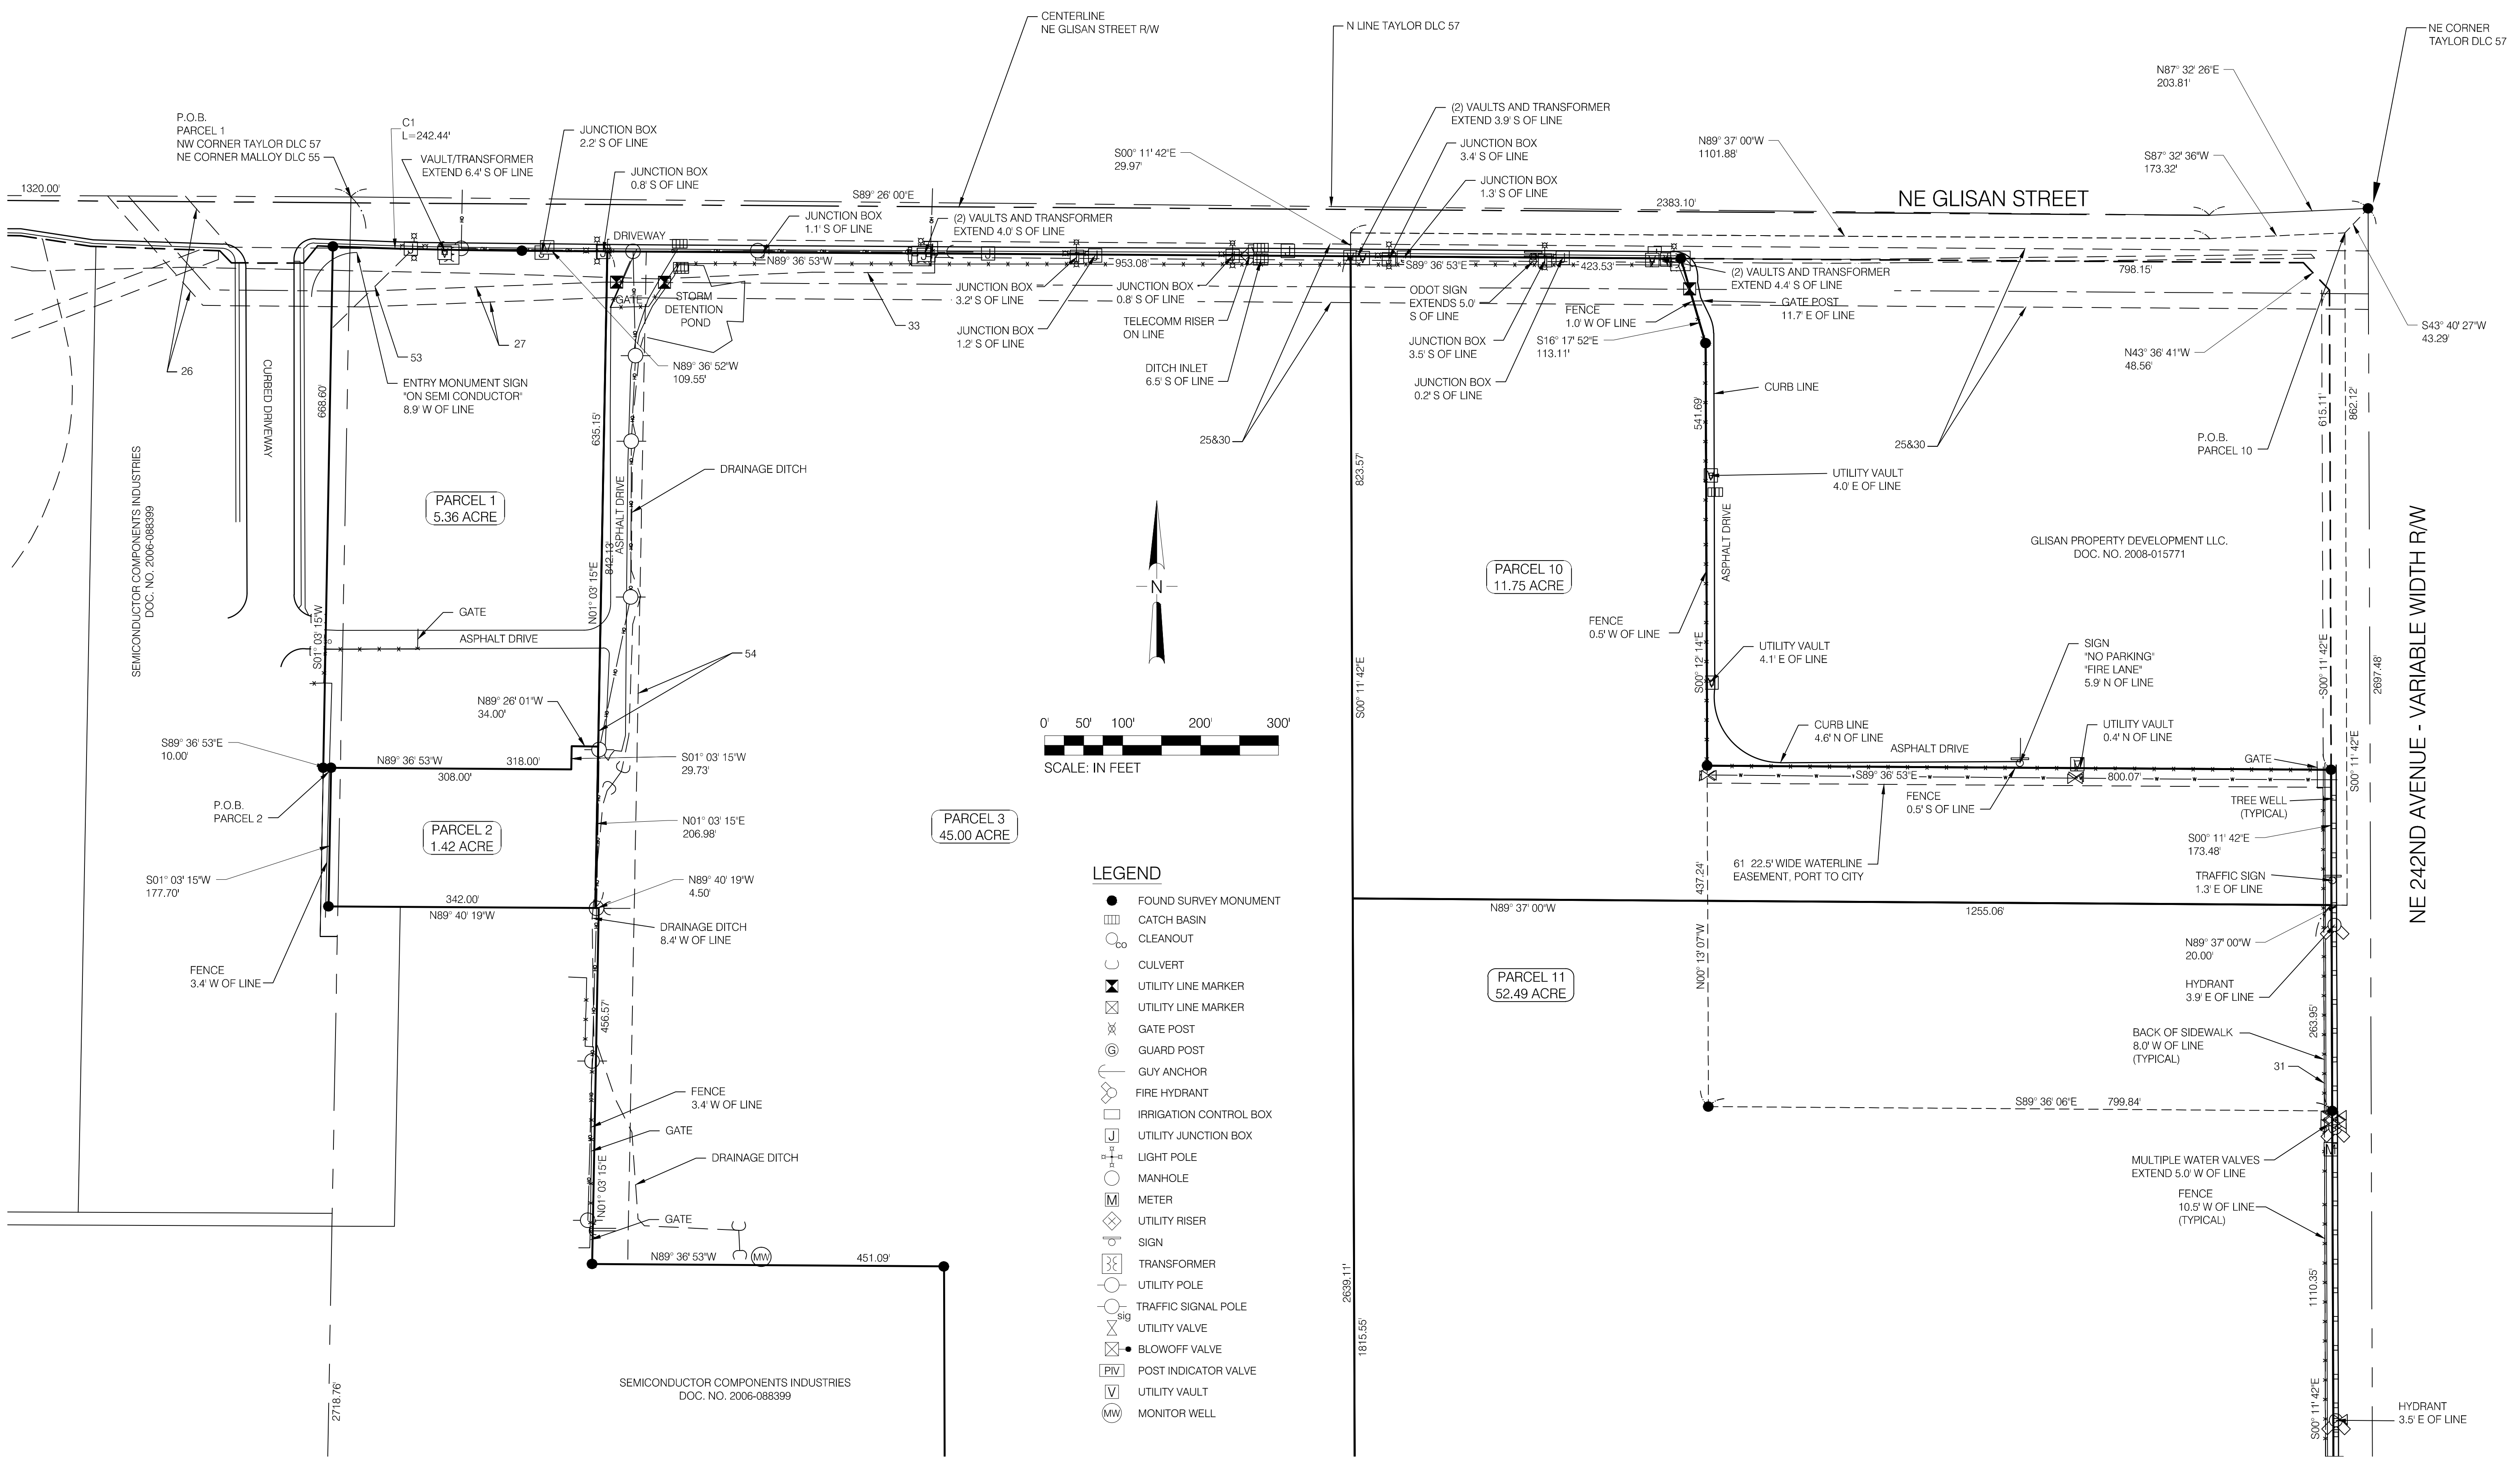 CENTERLINE
NE GLISAN STREET R/W
N LINE TAYLOR DLC 57
NE CORNER
TAYLOR DLC 57
N87° 32' 26"E
203.81'
P.O.B.
PARCEL 1
NW CORNER TAYLOR DLC 57
NE CORNER MALLOY DLC 55
C1
L=242.44'
VAULT/TRANSFORMER
EXTEND 6.4' S OF LINE
JUNCTION BOX
2.2' S OF LINE
JUNCTION BOX
0.8' S OF LINE
(2) VAULTS AND TRANSFORMER
EXTEND 3.9' S OF LINE
JUNCTION BOX
3.4' S OF LINE
JUNCTION BOX
1.3' S OF LINE
S00° 11' 42"E
29.97'
N89° 37' 00"W
1101.88'
S87° 32' 36"W
173.32'
1320.00'
S89° 26' 00"E
2383.10'
NE GLISAN STREET
JUNCTION BOX
1.1' S OF LINE
(2) VAULTS AND TRANSFORMER
EXTEND 4.0' S OF LINE
DRIVEWAY
N89° 36' 53"W
953.08'
S89° 36' 53"E
423.53'
798.15'
(2) VAULTS AND TRANSFORMER
EXTEND 4.4' S OF LINE
GATE
STORM
DETENTION
POND
JUNCTION BOX
3.2' S OF LINE
JUNCTION BOX
0.8' S OF LINE
ODOT SIGN
EXTENDS 5.0'
S OF LINE
FENCE
1.0' W OF LINE
GATE POST
11.7' E OF LINE
33
JUNCTION BOX
1.2' S OF LINE
TELECOMM RISER
ON LINE
S43° 40' 27"W
43.29'
27
53
26
JUNCTION BOX
3.5' S OF LINE
S16° 17' 52"E
113.11'
N43° 36' 41"W
48.56'
N89° 36' 52"W
109.55'
DITCH INLET
6.5' S OF LINE
JUNCTION BOX
0.2' S OF LINE
CURB LINE
ENTRY MONUMENT SIGN
"ON SEMI CONDUCTOR"
8.9' W OF LINE
CURBED DRIVEWAY
668.60'
635.15'
541.69'
615.11'
862.12'
25&30
25&30
P.O.B.
PARCEL 10
SEMICONDUCTOR COMPONENTS INDUSTRIES
DOC. NO. 2006-088399
DRAINAGE DITCH
823.57'
UTILITY VAULT
4.0' E OF LINE
PARCEL 1
5.36 ACRE
ASPHALT DRIVE
842.13'
N01° 03' 15"E
ASPHALT DRIVE
GLISAN PROPERTY DEVELOPMENT LLC.
DOC. NO. 2008-015771
NE 242ND AVENUE - VARIABLE WIDTH R/W
N
PARCEL 10
11.75 ACRE
GATE
ASPHALT DRIVE
S01° 03' 15"W
FENCE
0.5' W OF LINE
54
UTILITY VAULT
4.1' E OF LINE
SIGN
"NO PARKING"
"FIRE LANE"
5.9' N OF LINE
S00° 11' 42"E
S00° 12' 14"E
S00° 11' 42"E
2697.48'
N89° 26' 01"W
34.00'
0'  50'  100'  200'  300'
SCALE: IN FEET
CURB LINE
4.6' N OF LINE
UTILITY VAULT
0.4' N OF LINE
ASPHALT DRIVE
S89° 36' 53"E
10.00'
N89° 36' 53"W
318.00'
308.00'
S01° 03' 15"W
29.73'
GATE
S89° 36' 53"E
800.07'
S00° 11' 42"E
P.O.B.
PARCEL 2
FENCE
0.5' S OF LINE
TREE WELL
(TYPICAL)
PARCEL 2
1.42 ACRE
N01° 03' 15"E
206.98'
PARCEL 3
45.00 ACRE
S00° 11' 42"E
173.48'
61 22.5' WIDE WATERLINE
EASEMENT, PORT TO CITY
S01° 03' 15"W
177.70'
N89° 40' 19"W
4.50'
437.24'
TRAFFIC SIGN
1.3' E OF LINE
342.00'
N89° 40' 19"W
DRAINAGE DITCH
8.4' W OF LINE
N89° 37' 00"W
1255.06'
N89° 37' 00"W
20.00'
FENCE
3.4' W OF LINE
N00° 13' 07"W
PARCEL 11
52.49 ACRE
HYDRANT
3.9' E OF LINE
456.57'
263.95'
BACK OF SIDEWALK
8.0' W OF LINE
(TYPICAL)
31
FENCE
3.4' W OF LINE
GATE
S89° 36' 06"E
799.84'
DRAINAGE DITCH
N01° 03' 15"E
MULTIPLE WATER VALVES
EXTEND 5.0' W OF LINE
M
FENCE
10.5' W OF LINE
(TYPICAL)
GATE
N89° 36' 53"W
MW
451.09'
2639.11'
1815.55'
1110.35'
2718.76'
SEMICONDUCTOR COMPONENTS INDUSTRIES
DOC. NO. 2006-088399
S00° 11' 42"E
HYDRANT
3.5' E OF LINE
LEGEND
FOUND SURVEY MONUMENT
CATCH BASIN
CO CLEANOUT
CULVERT
UTILITY LINE MARKER
UTILITY LINE MARKER
GATE POST
G GUARD POST
GUY ANCHOR
FIRE HYDRANT
IRRIGATION CONTROL BOX
J UTILITY JUNCTION BOX
LIGHT POLE
MANHOLE
M METER
UTILITY RISER
SIGN
TRANSFORMER
UTILITY POLE
sig TRAFFIC SIGNAL POLE
UTILITY VALVE
BLOWOFF VALVE
PIV POST INDICATOR VALVE
V UTILITY VAULT
MW MONITOR WELL